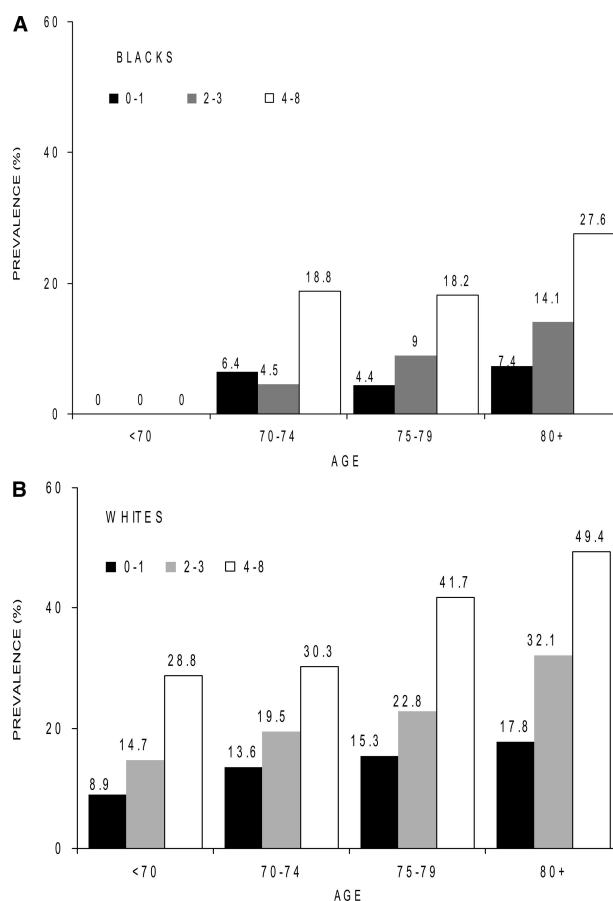 A
60
BLACKS
0-1 2-3 4-8
40
PREVALENCE (%)
27.6
20
18.8
18.2
14.1
9
6.4
4.5
4.4
7.4
0
0 0 0
<70 70-74 75-79 80+
AGE
B
60
WHITES
0-1 2-3 4-8
49.4
41.7
40
PREVALENCE (%)
32.1
30.3
28.8
22.8
20
19.5
17.8
15.3
14.7
13.6
8.9
0
<70 70-74 75-79 80+
AGE